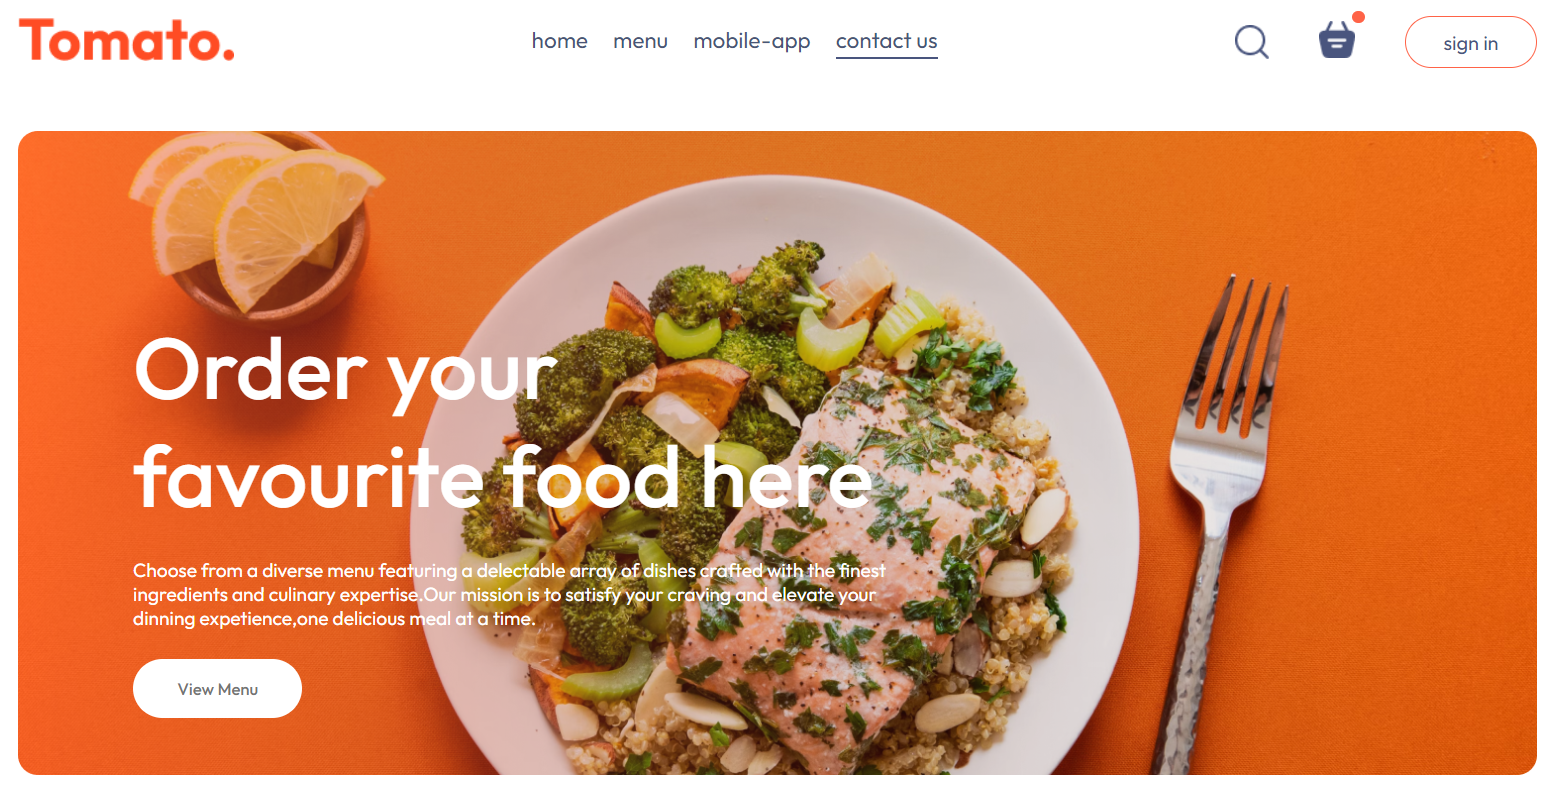 Tomato.
home menu mobile-app contact us
sign in
Order your
favourite food here
Choose from a diverse menu featuring a delectable array of dishes crafted with the finest
ingredients and culinary expertise.Our mission is to satisfy your craving and elevate your
dinning expetience,one delicious meal at a time.
View Menu